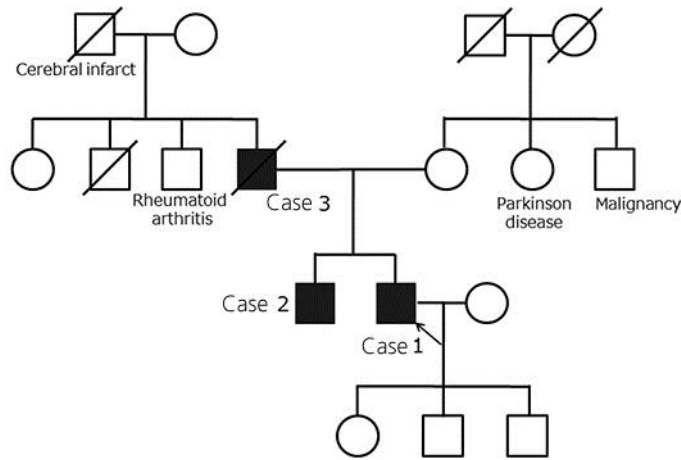 Cerebral infarct
Rheumatoid
arthritis
Case 3
Parkinson
disease
Malignancy
Case 2
Case 1